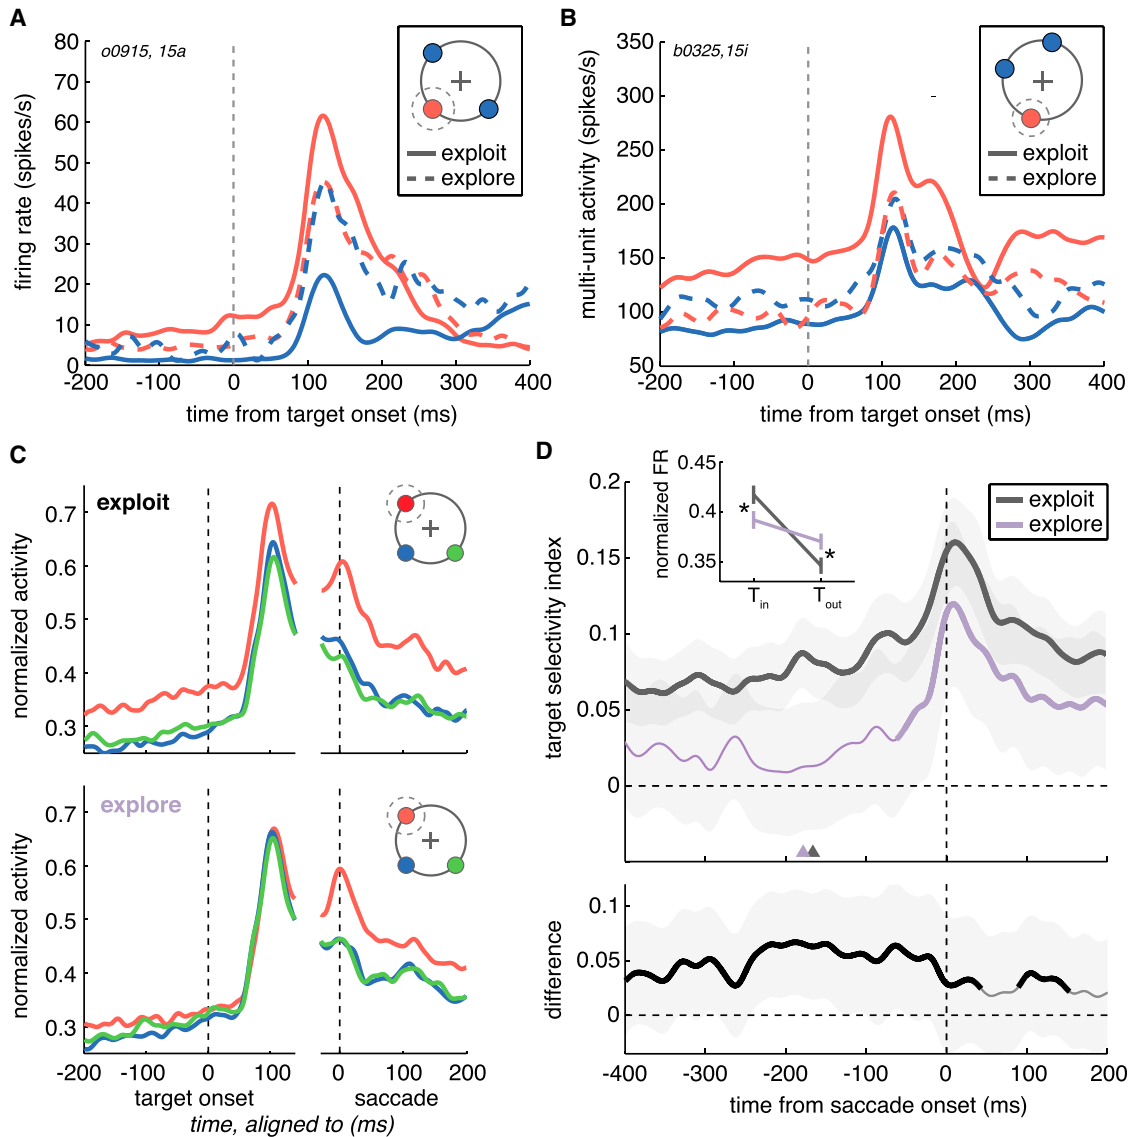 A
o0915, 15a
firing rate (spikes/s)
80
70
60
50
40
30
20
10
0
-200
-100
0
100
200
300
400
time from target onset (ms)
exploit
explore
B
b0325,15i
multi-unit activity (spikes/s)
350
300
250
200
150
100
50
-200
-100
0
100
200
300
400
time from target onset (ms)
exploit
explore
C
exploit
normalized activity
0.7
0.6
0.5
0.4
0.3
explore
normalized activity
0.7
0.6
0.5
0.4
0.3
-200
-100
0
100
0
100
200
target onset
saccade
time, aligned to (ms)
D
target selectivity index
0.2
0.15
0.1
0.05
0
normalized FR
0.45
0.4
0.35
*
*
Tin
Tout
exploit
explore
difference
0.1
0.05
0
-400
-300
-200
-100
0
100
200
time from saccade onset (ms)